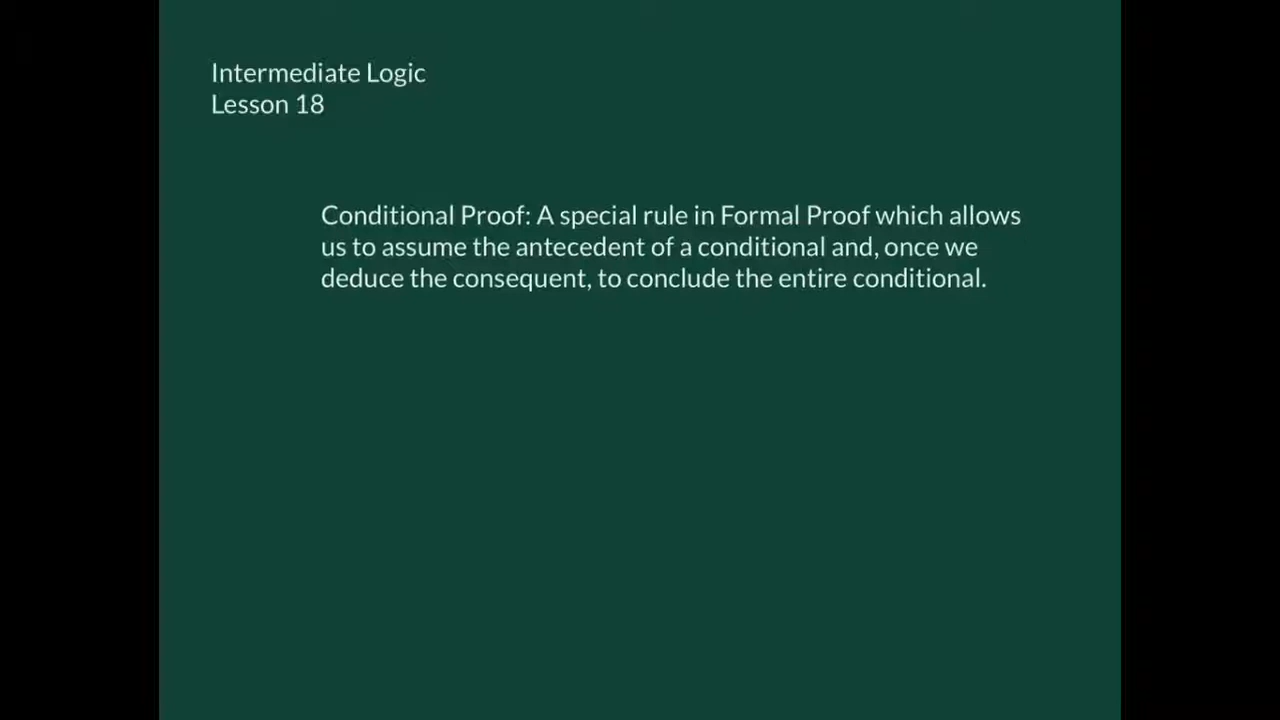 Intermediate Logic
Lesson 18
Conditional Proof: A special rule in Formal Proof which allows
us to assume the antecedent of a conditional and, once we
deduce the consequent, to conclude the entire conditional.